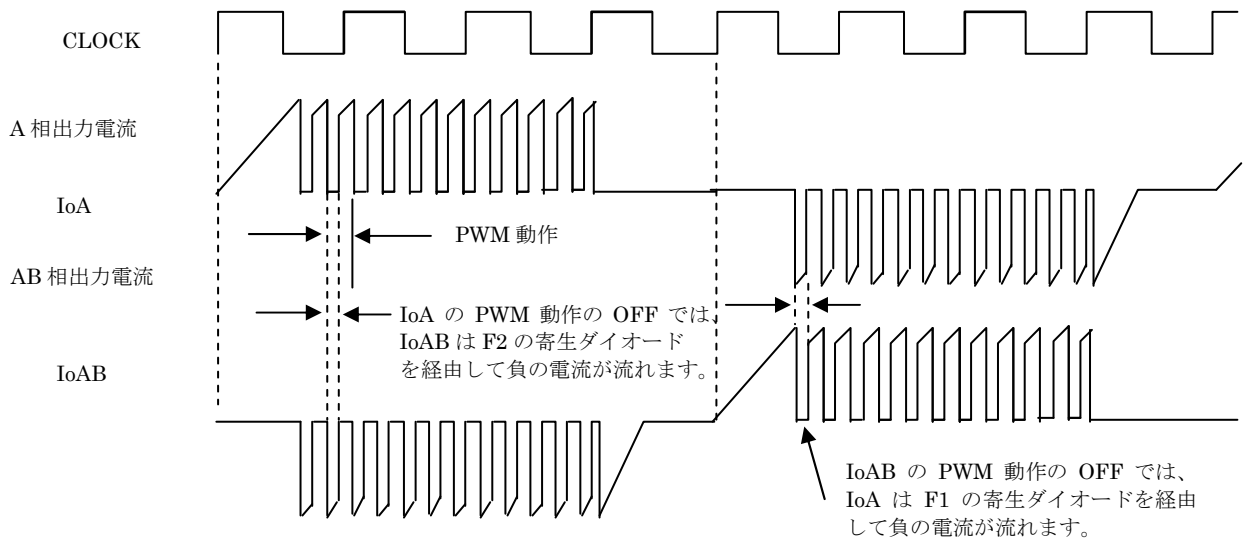 CLOCK
A 相出力電流
IoA
PWM 動作
AB 相出力電流
IoA の PWM 動作の OFF では、
IoAB は F2 の寄生ダイオード
を経由して負の電流が流れます。
IoAB
IoAB の PWM 動作の OFF では、
IoA は F1 の寄生ダイオードを経由
して負の電流が流れます。